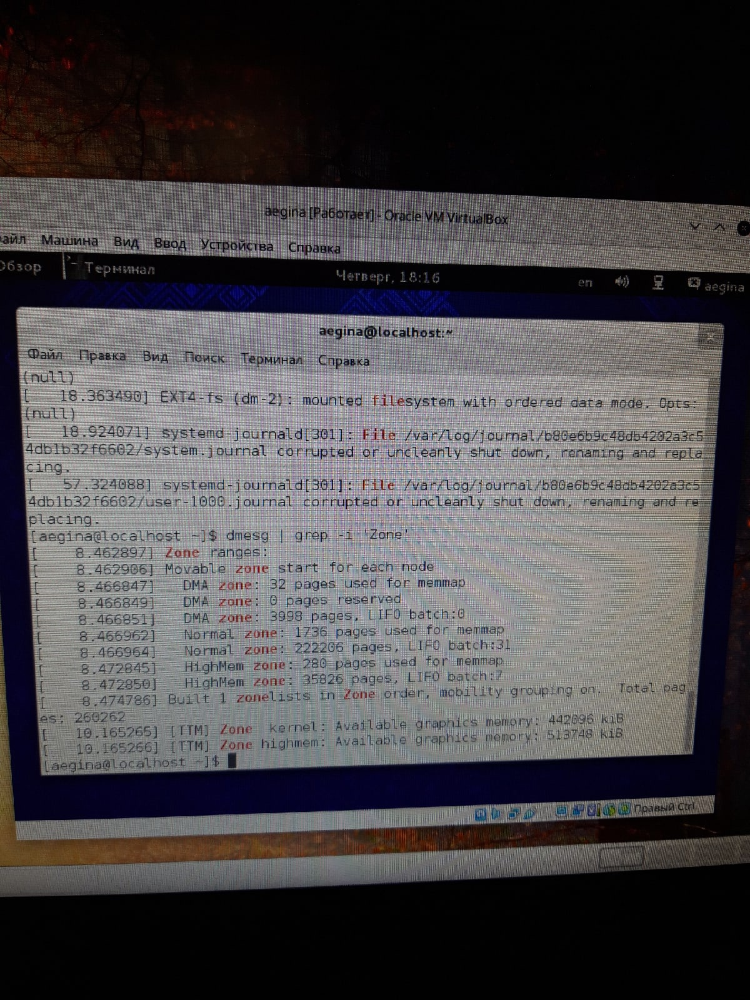 aegina [Работает] - Oracle VM VirtualBox
айл Машина Вид Ввод Устройства Справка
Обзор Терминал Четверг, 18:16 en aegina
aegina@localhost:~
Файл Правка Вид Поиск Терминал Справка
(null)
[   18.363490] EXT4-fs (dm-2): mounted filesystem with ordered data mode. Opts:
(null)
[   18.924071] systemd-journald[301]: File /var/log/journal/b80e6b9c48db4202a3c5
4db1b32f6602/system.journal corrupted or uncleanly shut down, renaming and repla
cing.
[   57.324088] systemd-journald[301]: File /var/log/journal/b80e6b9c48db4202a3c5
4db1b32f6602/user-1000.journal corrupted or uncleanly shut down, renaming and re
placing.
[aegina@localhost ~]$ dmesg | grep -i 'Zone'
[    8.462897] Zone ranges:
[    8.462906] Movable zone start for each node
[    8.466847]   DMA zone: 32 pages used for memmap
[    8.466849]   DMA zone: 0 pages reserved
[    8.466851]   DMA zone: 3998 pages, LIFO batch:0
[    8.466962]   Normal zone: 1736 pages used for memmap
[    8.466964]   Normal zone: 222206 pages, LIFO batch:31
[    8.472845]   HighMem zone: 280 pages used for memmap
[    8.472850]   HighMem zone: 35826 pages, LIFO batch:7
[    8.474786] Built 1 zonelists in Zone order, mobility grouping on.  Total pag
es: 260262
[   10.165265] [TTM] Zone  kernel: Available graphics memory: 442096 kiB
[   10.165266] [TTM] Zone highmem: Available graphics memory: 513748 kiB
[aegina@localhost ~]$
Правый Ctrl